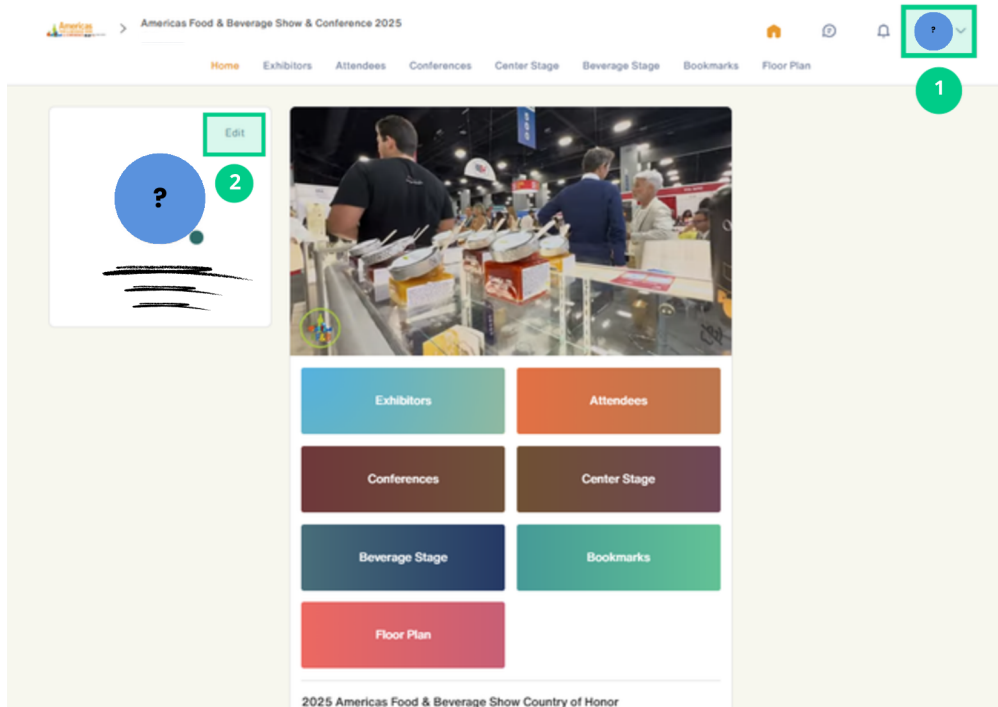 Americas
Americas Food & Beverage Show & Conference 2025
?
1
Home Exhibitors Attendees Conferences Center Stage Beverage Stage Bookmarks Floor Plan
Edit
2
?
Exhibitors Attendees
Conferences Center Stage
Beverage Stage Bookmarks
Floor Plan
2025 Americas Food & Beverage Show Country of Honor